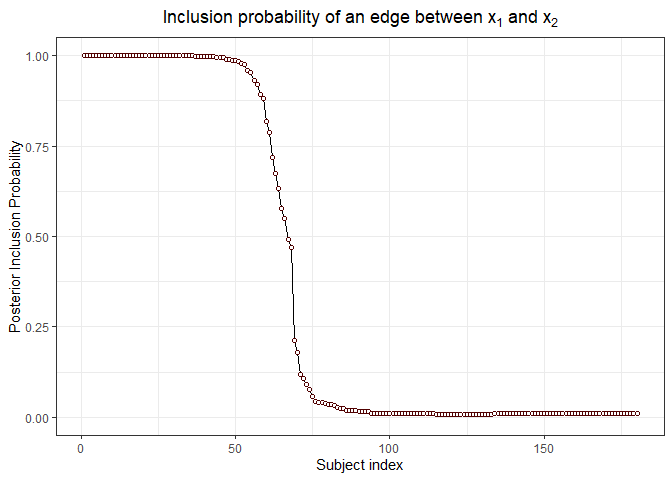 Inclusion probability of an edge between x₁ and x₂
Posterior Inclusion Probability
1.00
0.75
0.50
0.25
0.00
0 50 100 150
Subject index